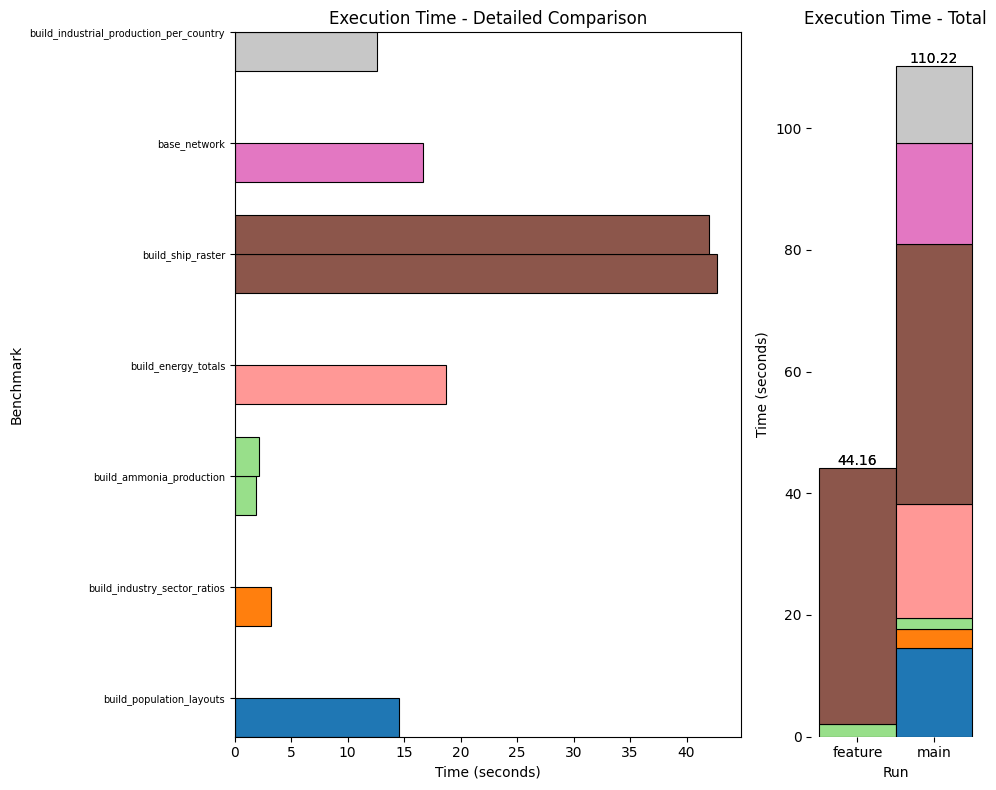 Execution Time - Detailed Comparison
build_industrial_production_per_country
base_network
build_ship_raster
build_energy_totals
build_ammonia_production
build_industry_sector_ratios
build_population_layouts
Benchmark
0 5 10 15 20 25 30 35 40
Time (seconds)
Execution Time - Total
110.22
44.16
100
80
60
40
20
0
Time (seconds)
feature main
Run